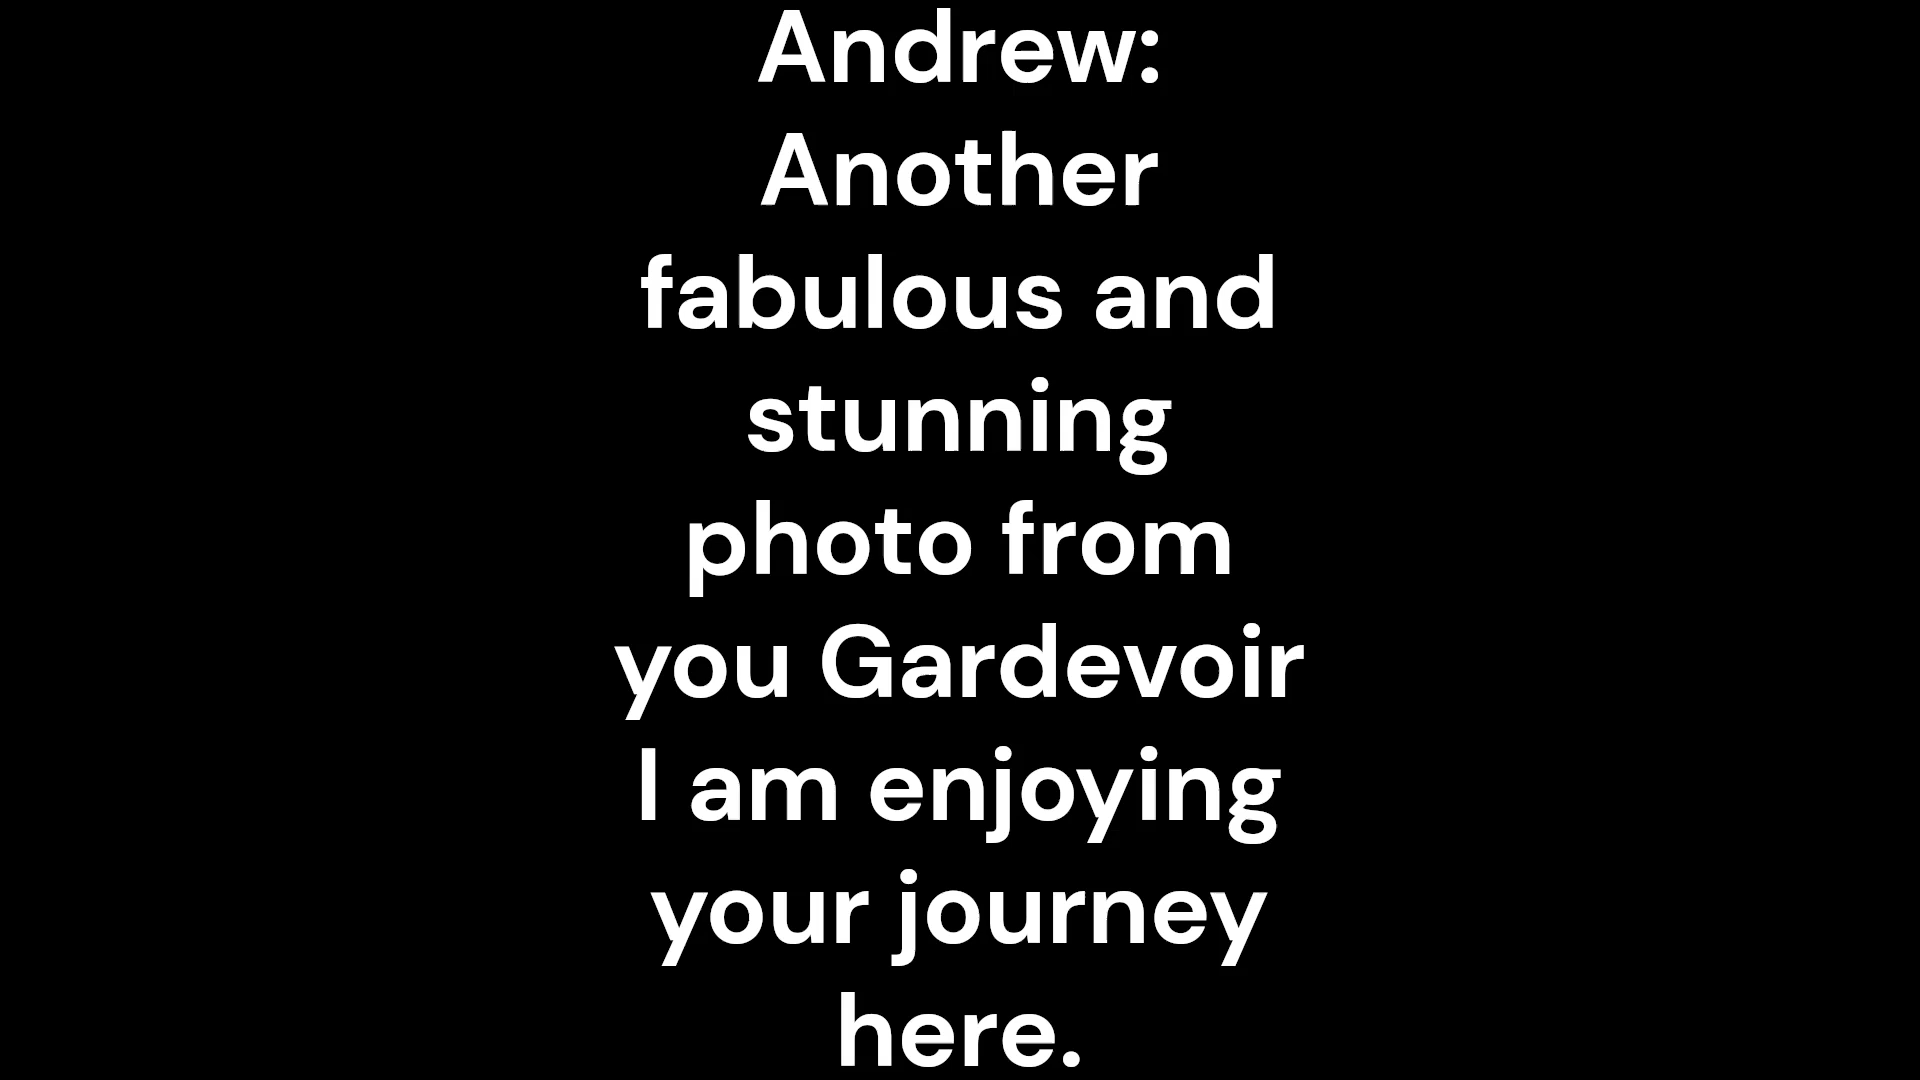 Andrew:
Another
fabulous and
stunning
photo from
you Gardevoir
I am enjoying
your journey
here.